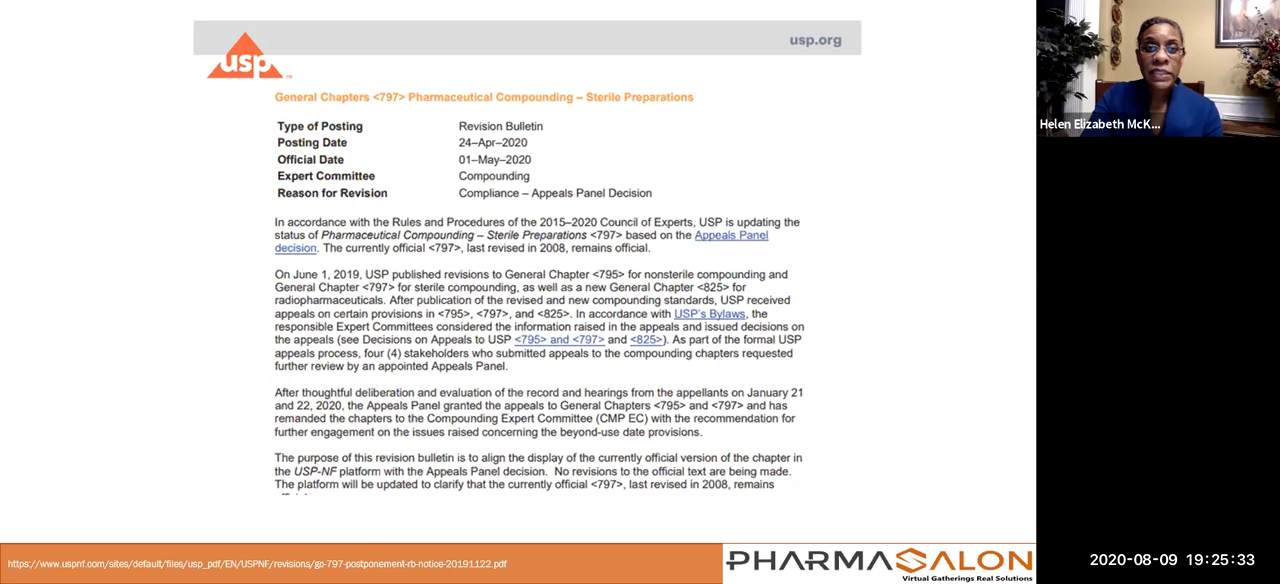 usp.org
usp
General Chapters <797> Pharmaceutical Compounding – Sterile Preparations
Type of Posting Revision Bulletin
Posting Date 24–Apr–2020
Official Date 01–May–2020
Expert Committee Compounding
Reason for Revision Compliance – Appeals Panel Decision
In accordance with the Rules and Procedures of the 2015–2020 Council of Experts, USP is updating the
status of Pharmaceutical Compounding – Sterile Preparations <797> based on the Appeals Panel
decision. The currently official <797>, last revised in 2008, remains official.
On June 1, 2019, USP published revisions to General Chapter <795> for nonsterile compounding and
General Chapter <797> for sterile compounding, as well as a new General Chapter <825> for
radiopharmaceuticals. After publication of the revised and new compounding standards, USP received
appeals on certain provisions in <795>, <797>, and <825>. In accordance with USP's Bylaws, the
responsible Expert Committees considered the information raised in the appeals and issued decisions on
the appeals (see Decisions on Appeals to USP <795> and <797> and <825>). As part of the formal USP
appeals process, four (4) stakeholders who submitted appeals to the compounding chapters requested
further review by an appointed Appeals Panel.
After thoughtful deliberation and evaluation of the record and hearings from the appellants on January 21
and 22, 2020, the Appeals Panel granted the appeals to General Chapters <795> and <797> and has
remanded the chapters to the Compounding Expert Committee (CMP EC) with the recommendation for
further engagement on the issues raised concerning the beyond-use date provisions.
The purpose of this revision bulletin is to align the display of the currently official version of the chapter in
the USP-NF platform with the Appeals Panel decision. No revisions to the official text are being made.
The platform will be updated to clarify that the currently official <797>, last revised in 2008, remains
https://www.uspnf.com/sites/default/files/usp_pdf/EN/USPNF/revisions/gc-797-postponement-rb-notice-20191122.pdf
PHARMASALON
Virtual Gatherings Real Solutions
Helen Elizabeth McK...
2020-08-09 19:25:33